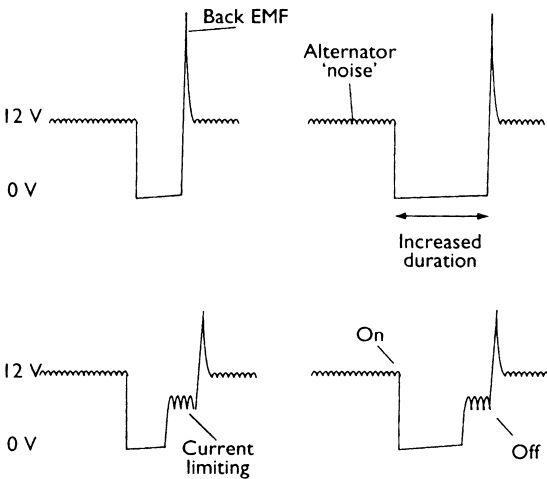 Back EMF
Alternator
‘noise’
12 V
0 V
Increased
duration
On
12 V
0 V
Current
limiting
Off